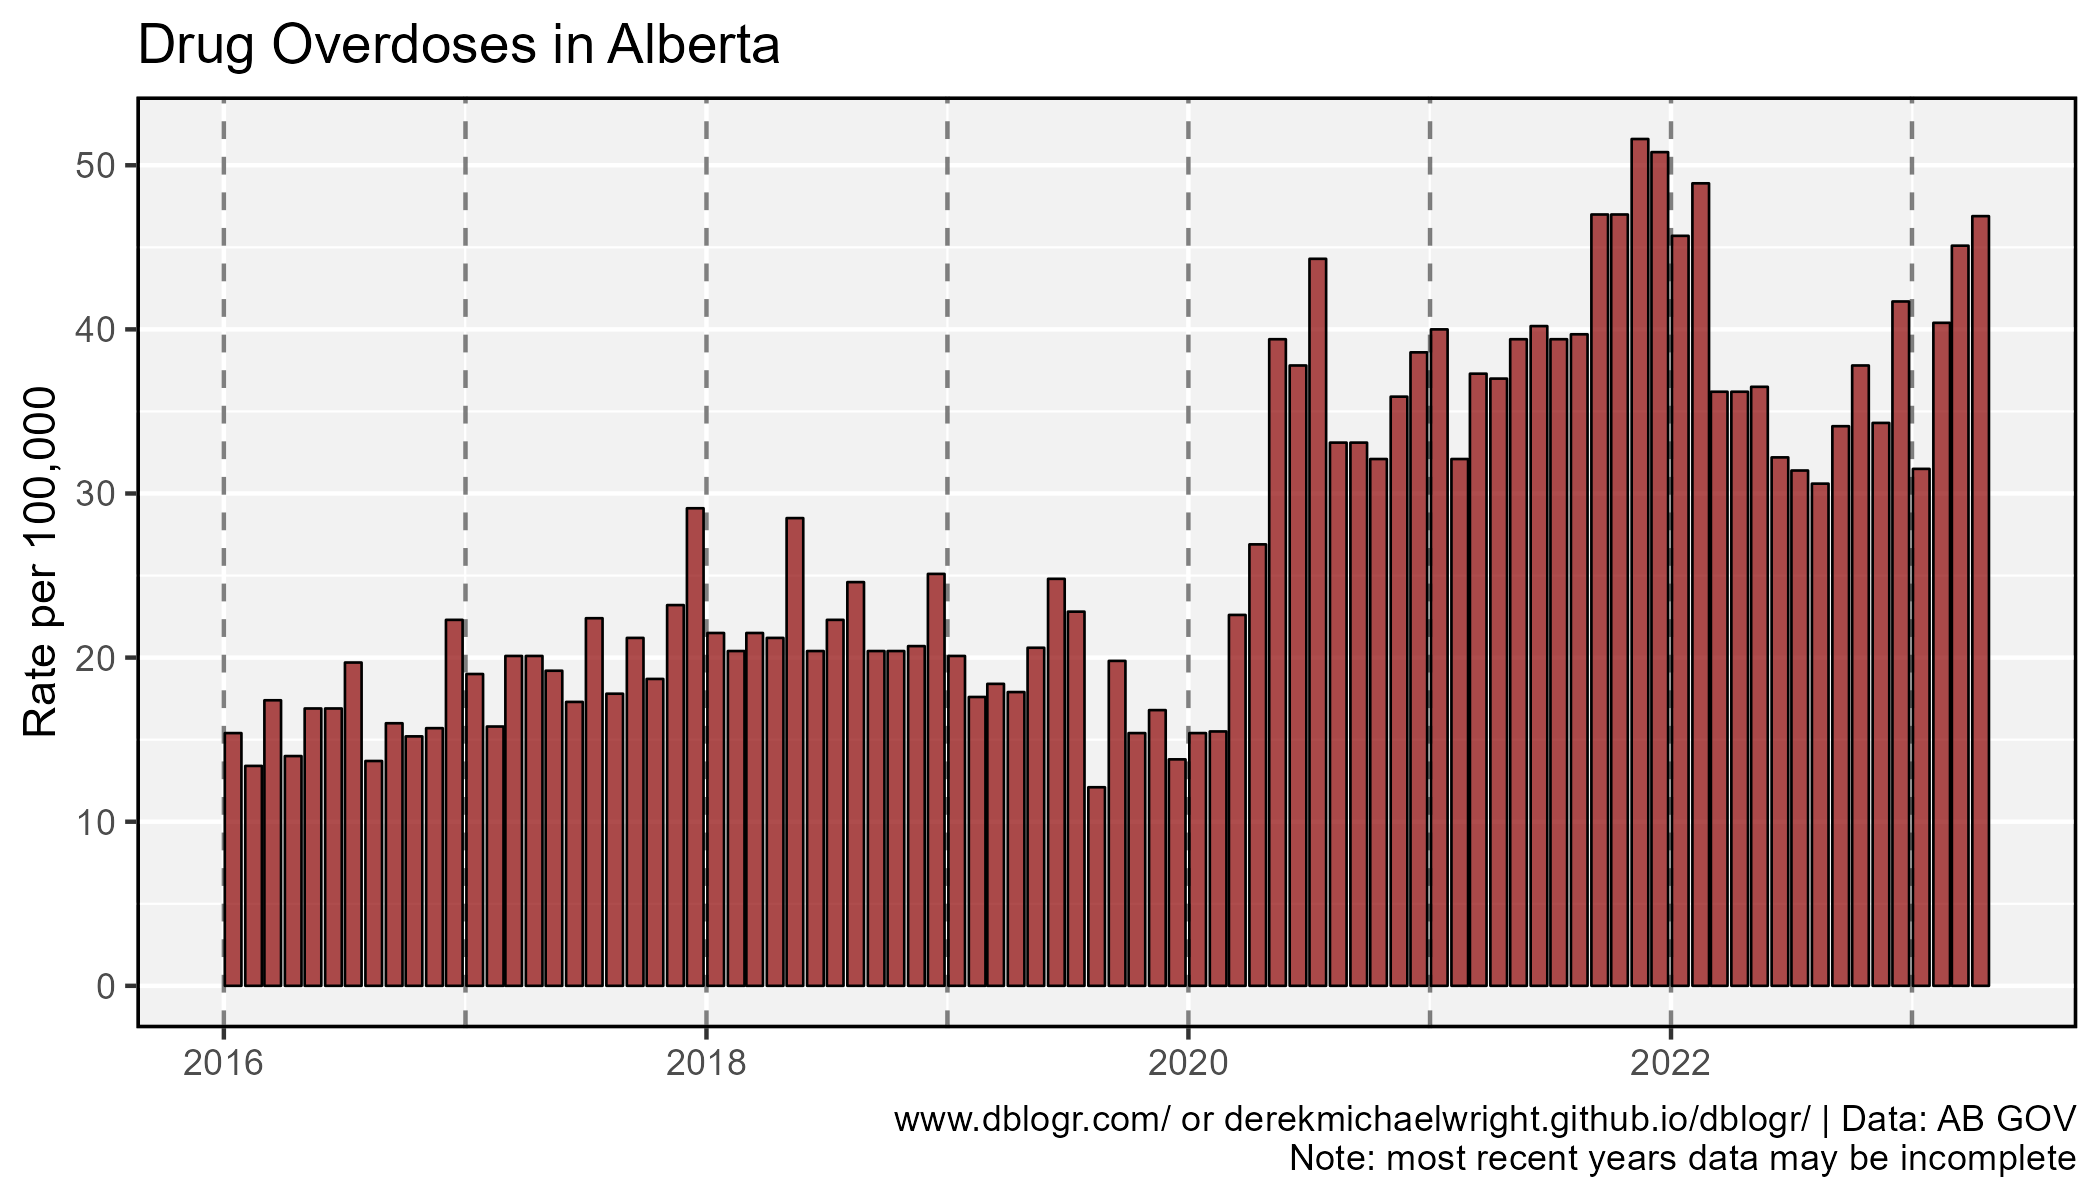 Drug Overdoses in Alberta
Rate per 100,000
50
40
30
20
10
0
2016
2018
2020
2022
www.dblogr.com/ or derekmichaelwright.github.io/dblogr/ | Data: AB GOV
Note: most recent years data may be incomplete